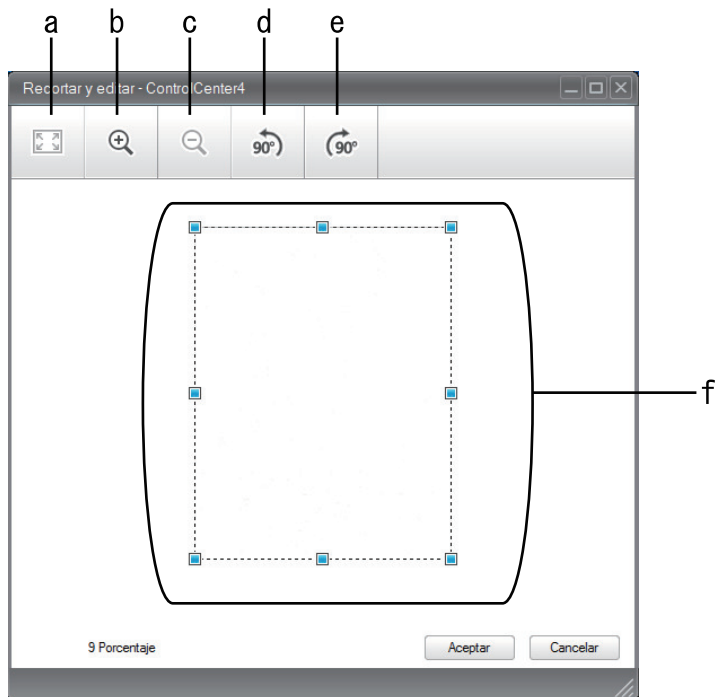 a b c d e
Recortar y editar - ControlCenter4
90° 90°
f
9 Porcentaje Aceptar Cancelar